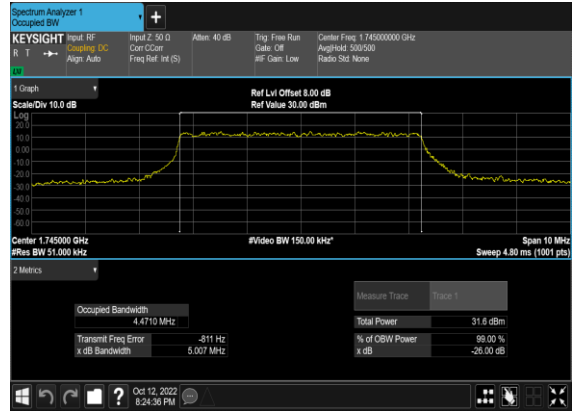 Spectrum Analyzer 1
Occupied BW
+
KEYSIGHT Input: RF Input Z: 50 Ω Atten: 40 dB Trig: Free Run Center Freq: 1.745000000 GHz
R T Coupling: DC Corr CCorr Gate: Off Avg|Hold: 500/500
Align: Auto Freq Ref: Int (S) #IF Gain: Low Radio Std: None
1 Graph
Scale/Div 10.0 dB
Ref Lvl Offset 8.00 dB
Ref Value 30.00 dBm
Log
20.0
10.0
0.00
-10.0
-20.0
-30.0
-40.0
-50.0
-60.0
Center 1.745000 GHz #Video BW 150.00 kHz* Span 10 MHz
#Res BW 51.000 kHz Sweep 4.80 ms (1001 pts)
2 Metrics
Measure Trace Trace 1
Occupied Bandwidth
4.4710 MHz
Total Power 31.6 dBm
Transmit Freq Error -811 Hz % of OBW Power 99.00 %
x dB Bandwidth 5.007 MHz x dB -26.00 dB
? Oct 12, 2022
8:24:36 PM